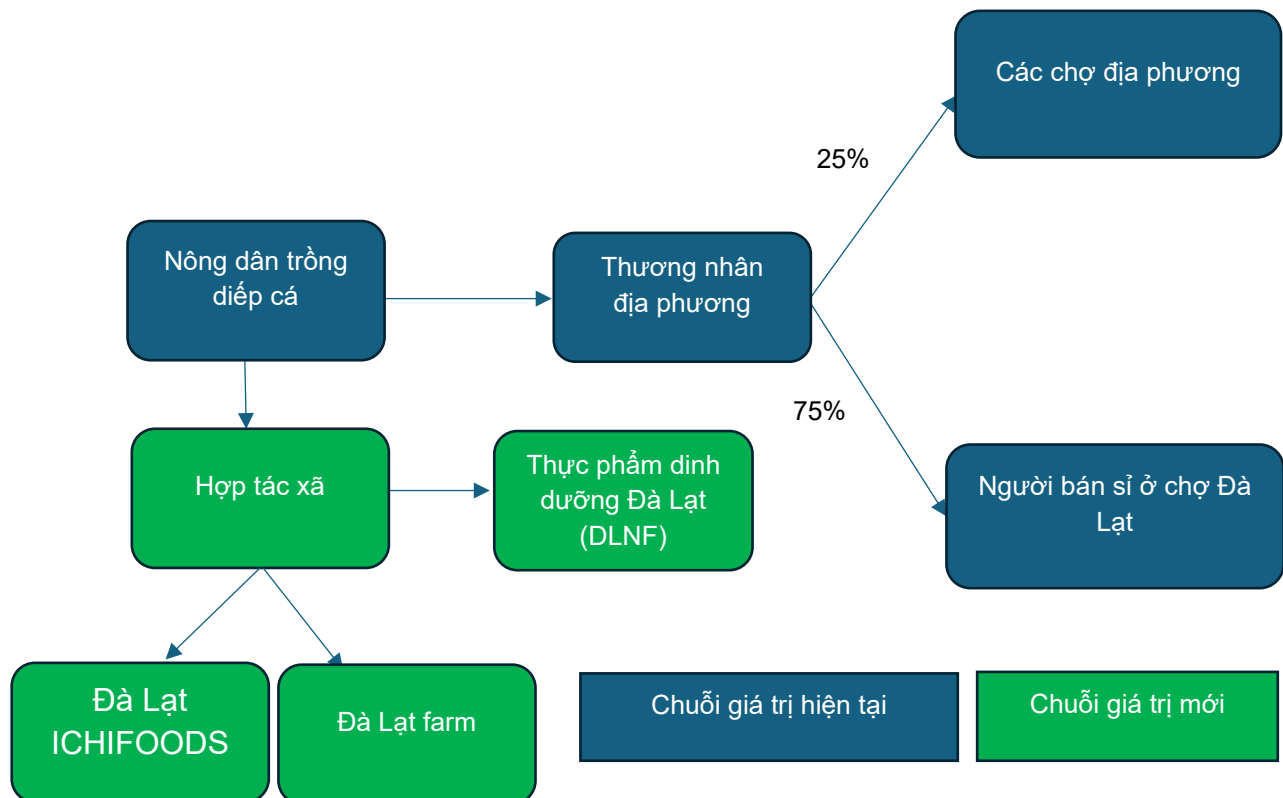 Các chợ địa phương
25%
Nông dân trồng
diếp cá
Thương nhân
địa phương
75%
Hợp tác xã
Thực phẩm dinh
dưỡng Đà Lạt
(DLNF)
Người bán sỉ ở chợ Đà
Lạt
Đà Lạt
ICHIFOODS
Đà Lạt farm
Chuỗi giá trị hiện tại
Chuỗi giá trị mới